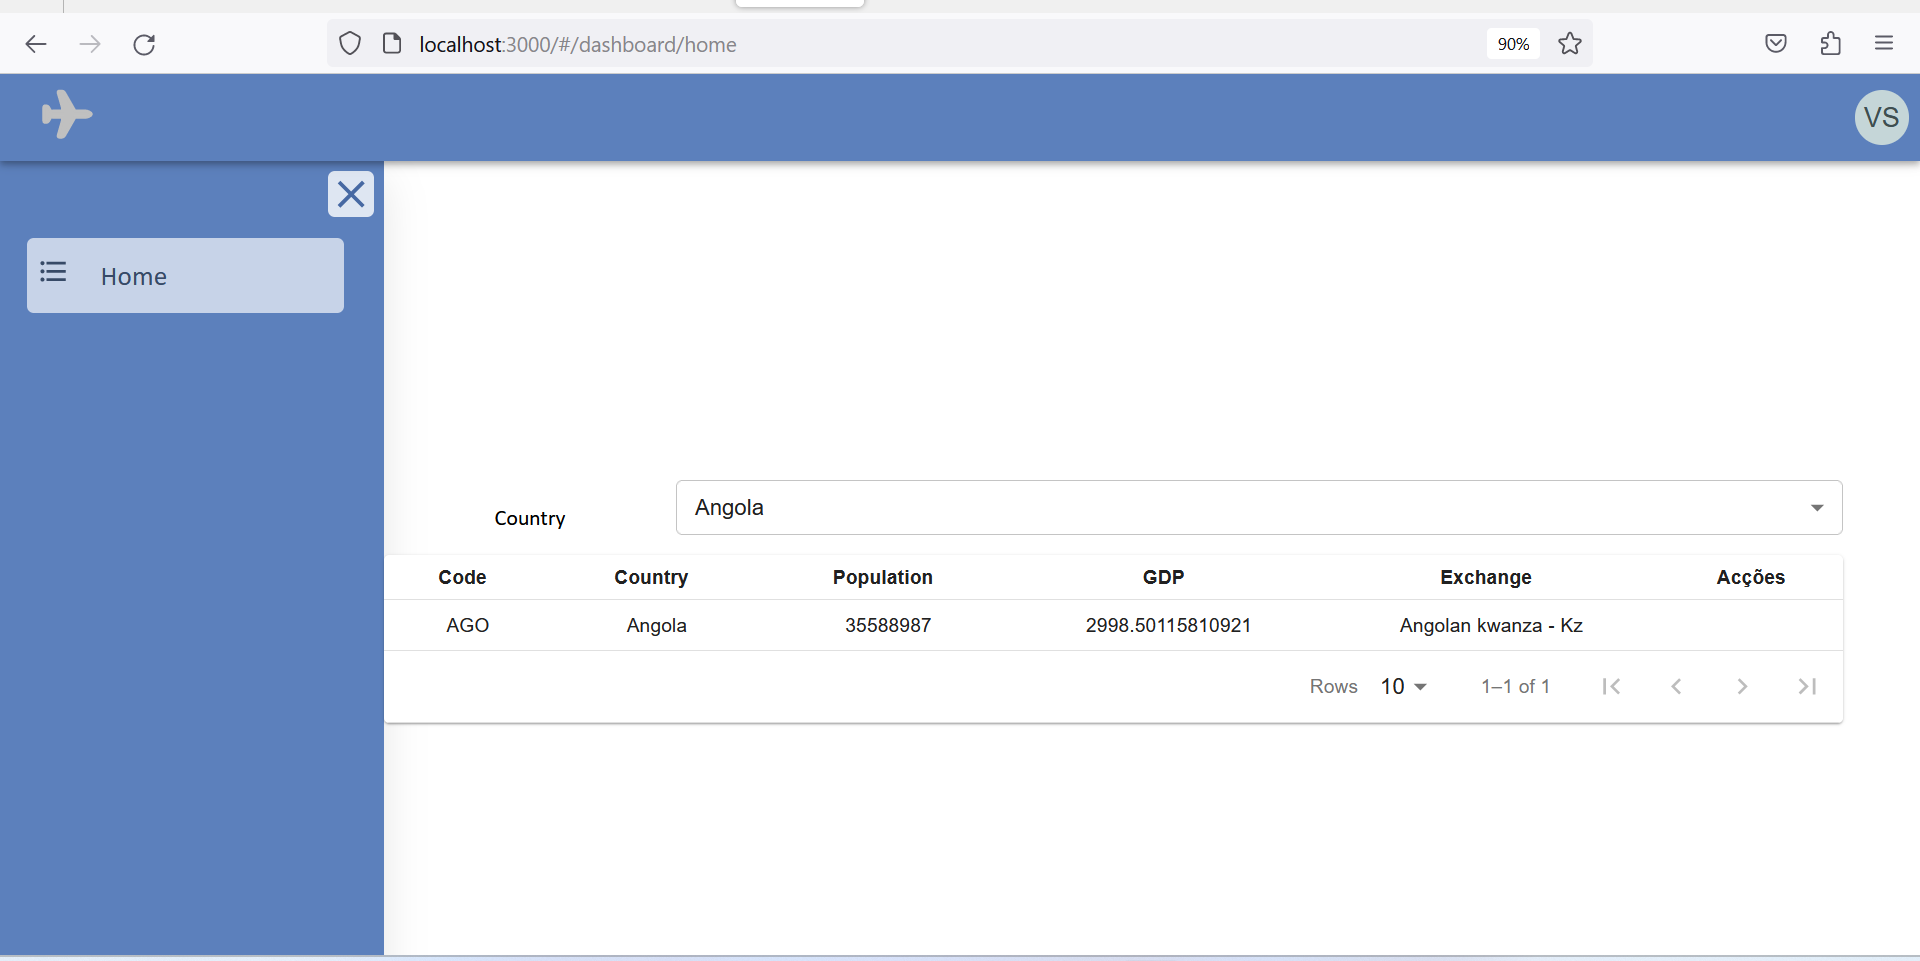 localhost:3000/#/dashboard/home 90%
VS
Home
Country Angola
Code Country Population GDP Exchange Acções
AGO Angola 35588987 2998.50115810921 Angolan kwanza - Kz
Rows 10 1–1 of 1